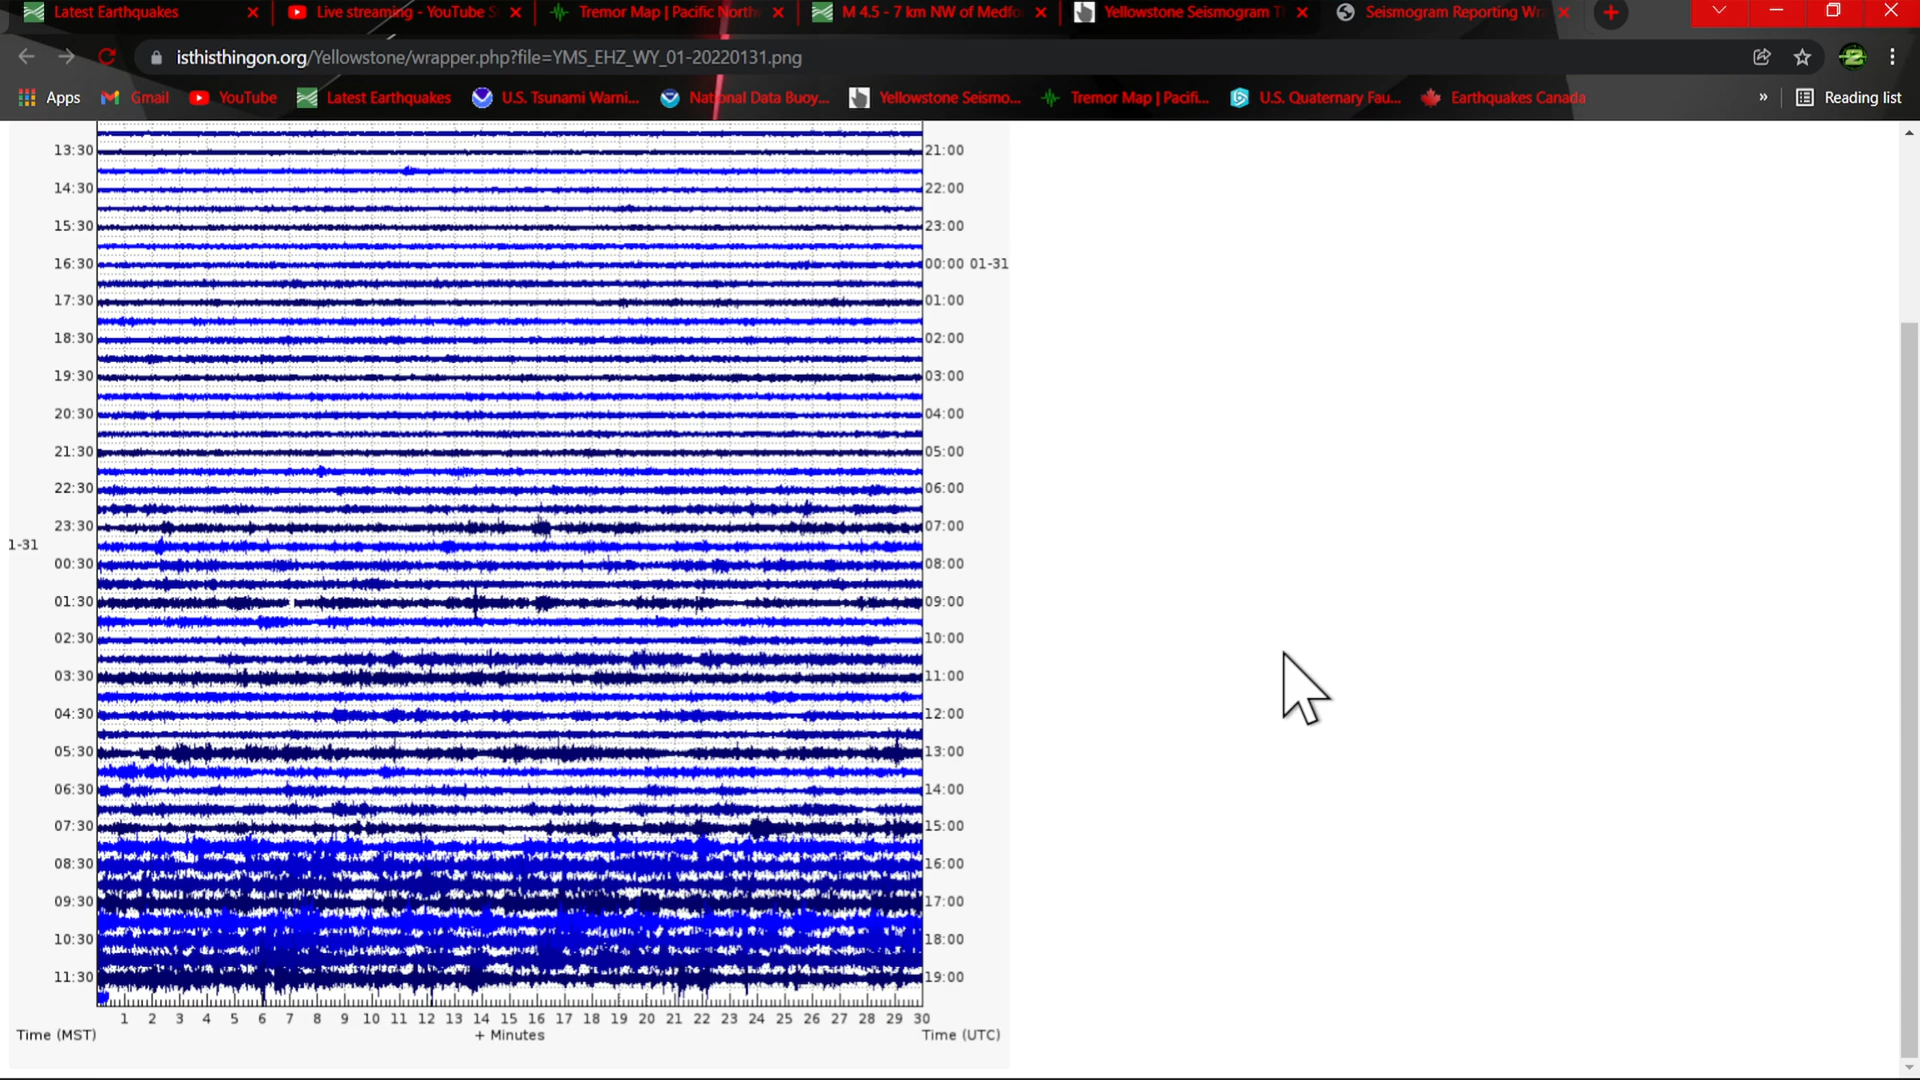 Latest Earthquakes
Live streaming - YouTube S
Tremor Map | Pacific North
M 4.5 - 7 km NW of Medfo
Yellowstone Seismogram T
Seismogram Reporting Wra
isthisthingon.org/Yellowstone/wrapper.php?file=YMS_EHZ_WY_01-20220131.png
Apps
Gmail
YouTube
Latest Earthquakes
U.S. Tsunami Warni...
National Data Buoy...
Yellowstone Seismo...
Tremor Map | Pacifi...
U.S. Quaternary Fau...
Earthquakes Canada
»
Reading list
13:30 21:00
14:30 22:00
15:30 23:00
16:30 00:00 01-31
17:30 01:00
18:30 02:00
19:30 03:00
20:30 04:00
21:30 05:00
22:30 06:00
23:30 07:00
1-31
00:30 08:00
01:30 09:00
02:30 10:00
03:30 11:00
04:30 12:00
05:30 13:00
06:30 14:00
07:30 15:00
08:30 16:00
09:30 17:00
10:30 18:00
11:30 19:00
1 2 3 4 5 6 7 8 9 10 11 12 13 14 15 16 17 18 19 20 21 22 23 24 25 26 27 28 29 30
Time (MST) + Minutes Time (UTC)